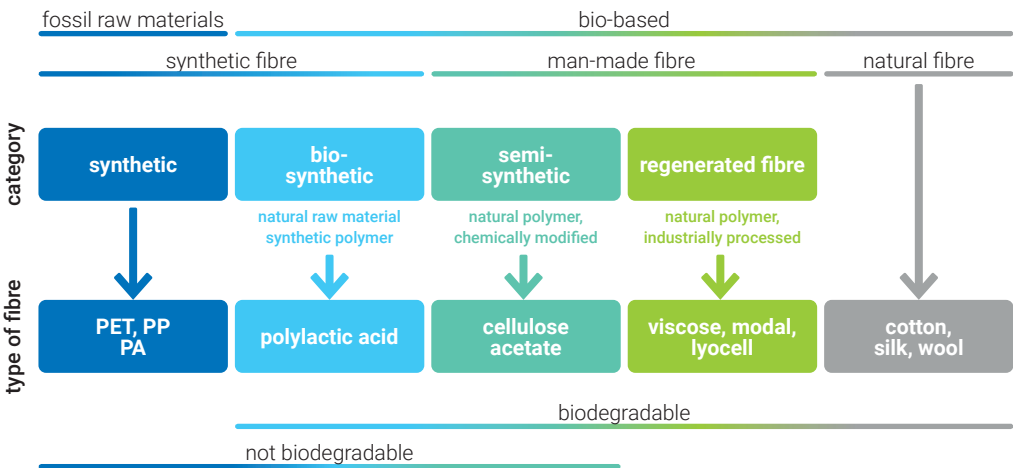 fossil raw materials
bio-based
synthetic fibre
man-made fibre
natural fibre
category
synthetic
bio-
synthetic
semi-
synthetic
regenerated fibre
natural raw material
synthetic polymer
natural polymer,
chemically modified
natural polymer,
industrially processed
type of fibre
PET, PP
PA
polylactic acid
cellulose
acetate
viscose, modal,
lyocell
cotton,
silk, wool
biodegradable
not biodegradable